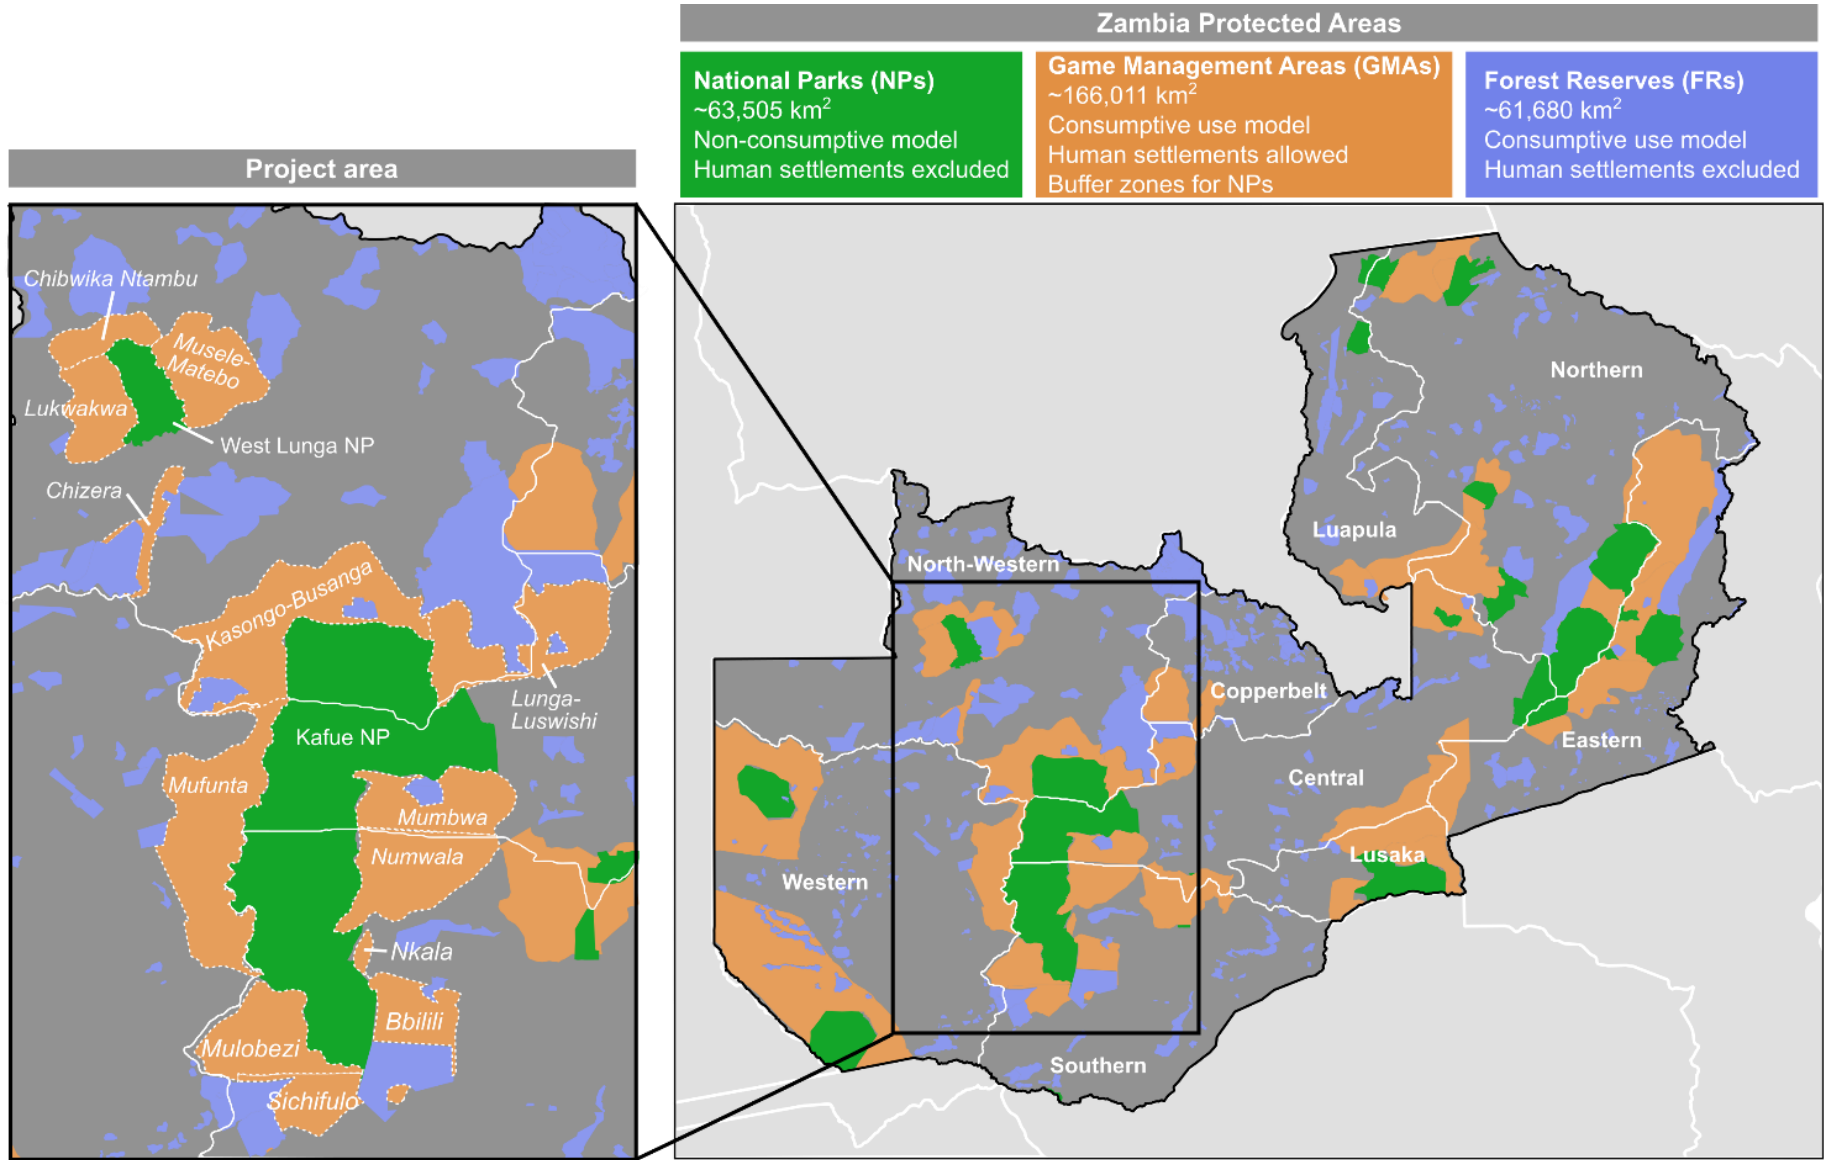 Zambia Protected Areas
National Parks (NPs)
~63,505 km²
Non-consumptive model
Human settlements excluded
Game Management Areas (GMAs)
~166,011 km²
Consumptive use model
Human settlements allowed
Buffer zones for NPs
Forest Reserves (FRs)
~61,680 km²
Consumptive use model
Human settlements excluded
Project area
Chibwika Ntambu
Musele-
Matebo
Lukwakwa
West Lunga NP
Chizera
Kasongo-Busanga
Lunga-
Luswishi
Kafue NP
Mufunta
Mumbwa
Numwala
Nkala
Bbilili
Mulobezi
Sichifulo
Northern
Luapula
North-Western
Copperbelt
Eastern
Central
Lusaka
Western
Southern